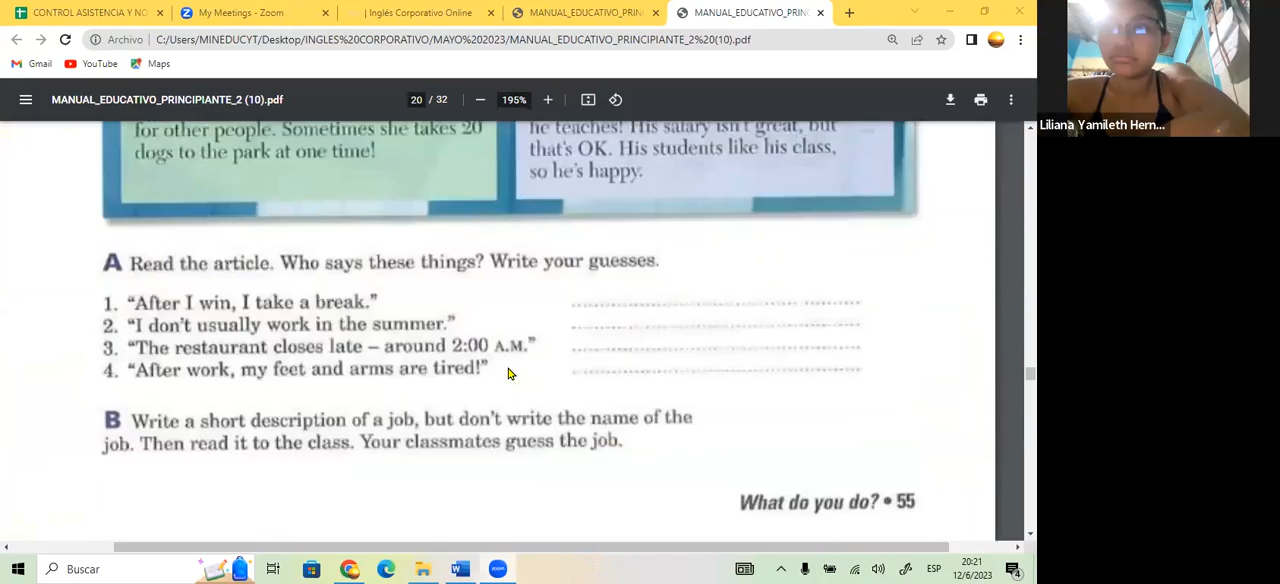 CONTROL ASISTENCIA Y NO
My Meetings - Zoom
Inglés Corporativo Online
MANUAL_EDUCATIVO_PRIN
MANUAL_EDUCATIVO_PRINC
Archivo
C:/Users/MINEDUCYT/Desktop/INGLES%20CORPORATIVO/MAYO%202023/MANUAL_EDUCATIVO_PRINCIPIANTE_2%20(10).pdf
Gmail
YouTube
Maps
MANUAL_EDUCATIVO_PRINCIPIANTE_2 (10).pdf
20 / 32
195%
Liliana Yamileth Hern...
for other people. Sometimes she takes 20
dogs to the park at one time!
he teaches! His salary isn't great, but
that's OK. His students like his class,
so he's happy.
A Read the article. Who says these things? Write your guesses.
1. “After I win, I take a break.”
2. “I don't usually work in the summer.”
3. “The restaurant closes late – around 2:00 A.M.”
4. “After work, my feet and arms are tired!”
B Write a short description of a job, but don't write the name of the
job. Then read it to the class. Your classmates guess the job.
What do you do? • 55
Buscar
zoom
ESP
20:21
12/6/2023
4